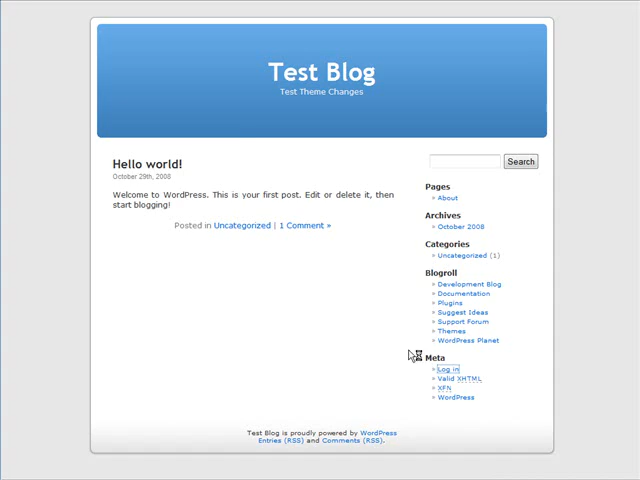 Test Blog
Test Theme Changes
Hello world!
October 29th, 2008
Welcome to WordPress. This is your first post. Edit or delete it, then
start blogging!
Posted in Uncategorized | 1 Comment »
Search
Pages
» About
Archives
» October 2008
Categories
» Uncategorized (1)
Blogroll
» Development Blog
» Documentation
» Plugins
» Suggest Ideas
» Support Forum
» Themes
» WordPress Planet
Meta
» Log in
» Valid XHTML
» XFN
» WordPress
Test Blog is proudly powered by WordPress
Entries (RSS) and Comments (RSS).